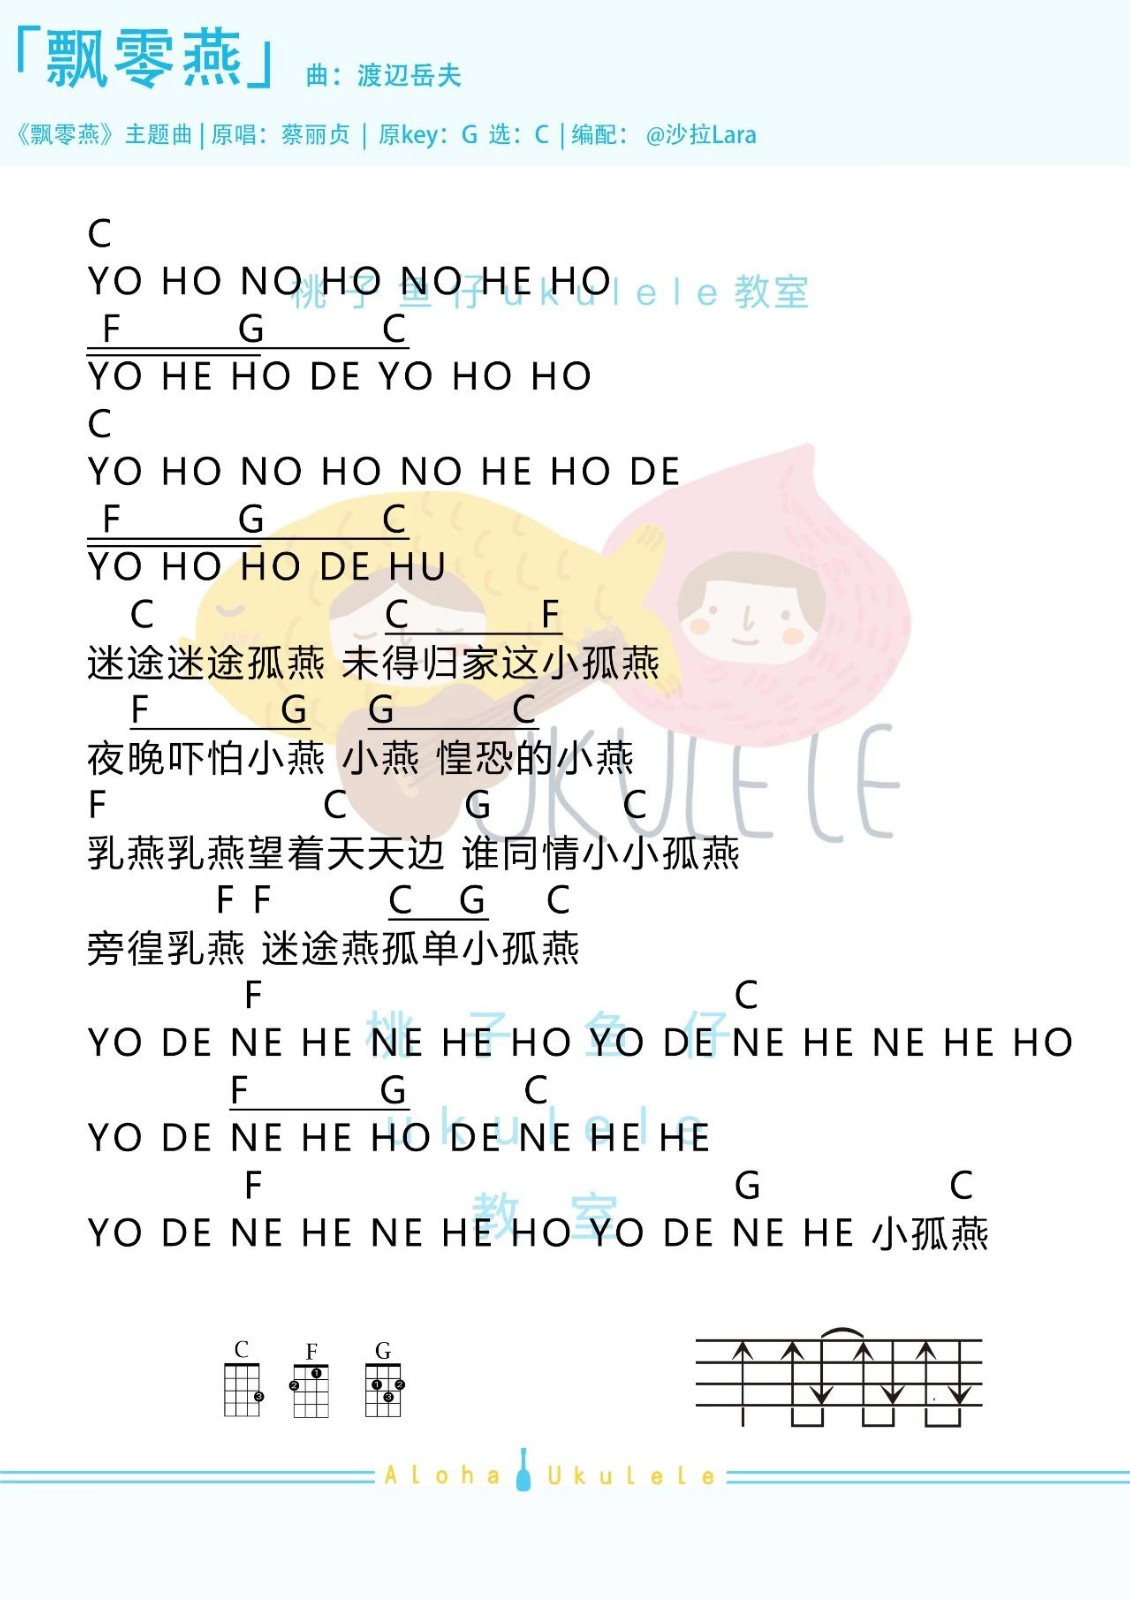 「飘零燕」 曲：渡辺岳夫
《飘零燕》主题曲 | 原唱：蔡丽贞 | 原key：G 选：C | 编配： @沙拉Lara
C
YO HO NO HO NO HE HO
桃子鱼仔ukulele教室
F G C
YO HE HO DE YO HO HO
C
YO HO NO HO NO HE HO DE
F G C
YO HO HO DE HU
C C F
迷途迷途孤燕 未得归家这小孤燕
F G G C
夜晚吓怕小燕 小燕 惶恐的小燕
UKULELE
F C G C
乳燕乳燕望着天天边 谁同情小小孤燕
F F C G C
旁徨乳燕 迷途燕孤单小孤燕
F C
YO DE NE HE NE HE HO YO DE NE HE NE HE HO
桃子鱼仔
F G C
YO DE NE HE HO DE NE HE HE
ukulele
F G C
YO DE NE HE NE HE HO YO DE NE HE 小孤燕
教室
C F G
3 2 1 1 2 3
Aloha Ukulele